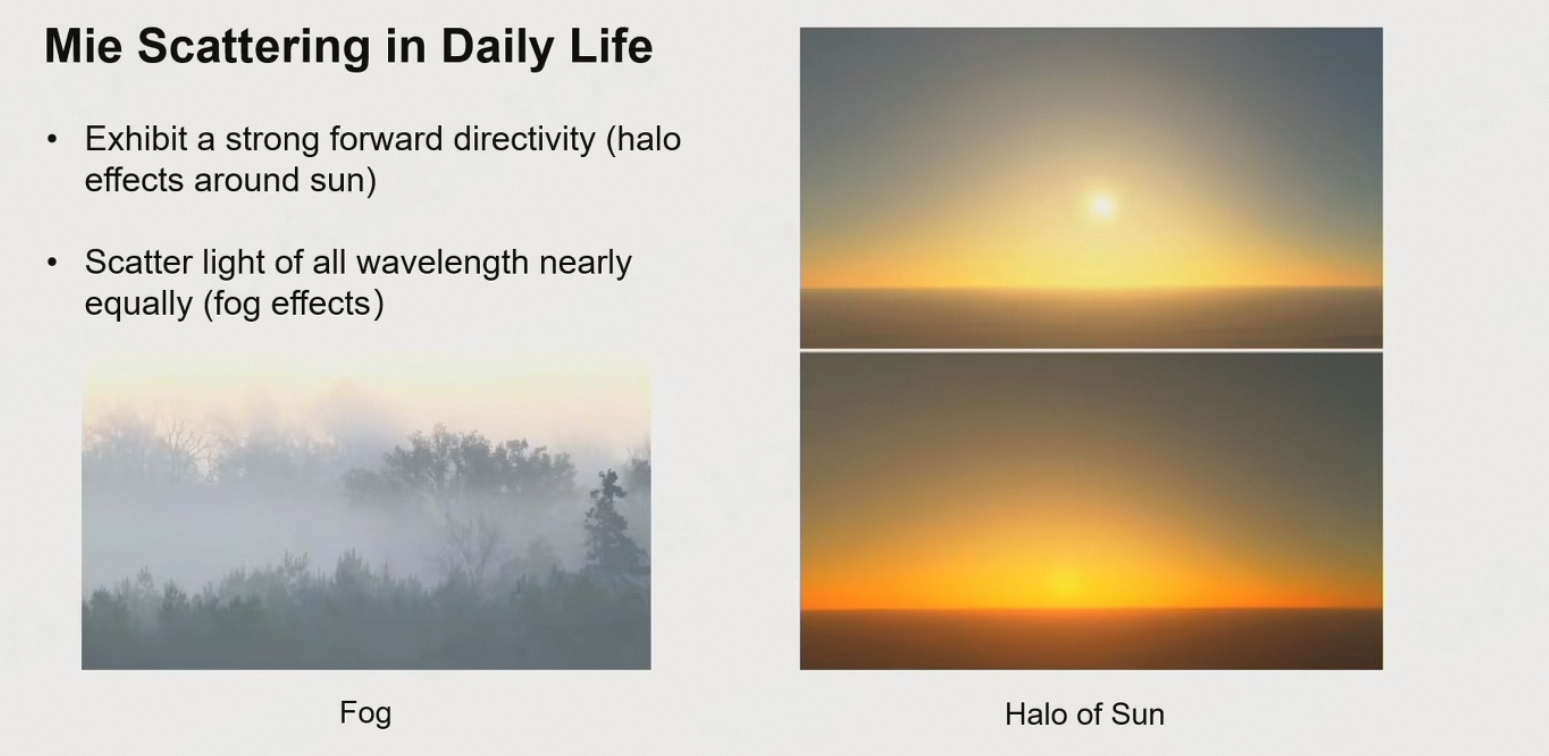 Mie Scattering in Daily Life
• Exhibit a strong forward directivity (halo
effects around sun)
• Scatter light of all wavelength nearly
equally (fog effects)
Fog
Halo of Sun